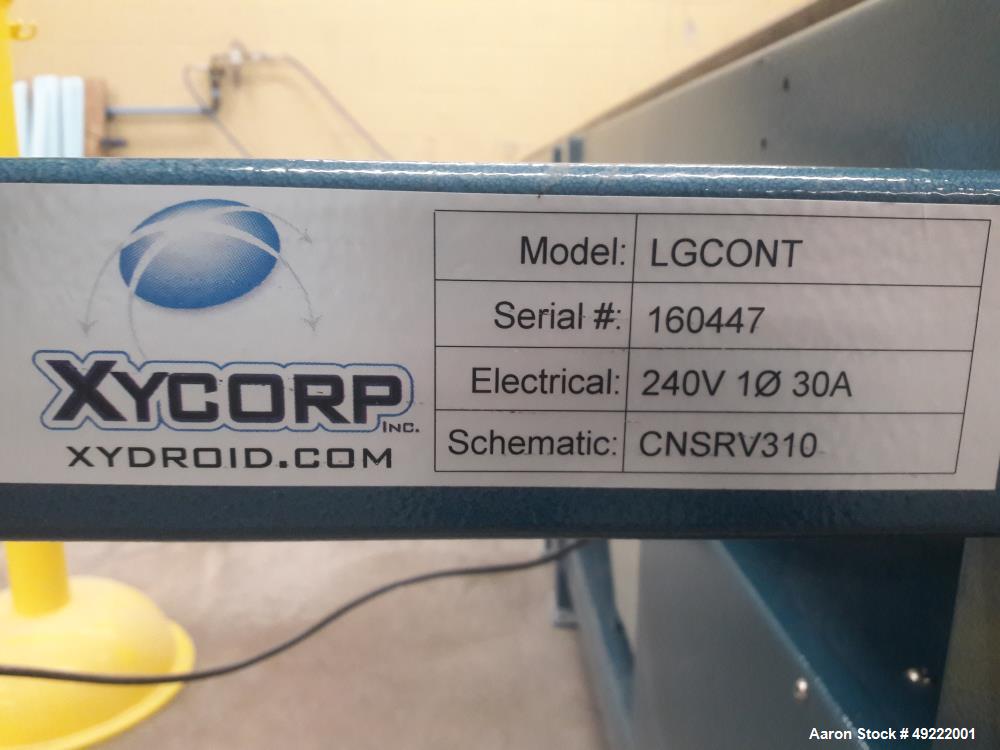 XYCORP INC.
XYDROID.COM
Model: LGCONT
Serial #: 160447
Electrical: 240V 1Ø 30A
Schematic: CNSRV310
Aaron Stock # 49222001